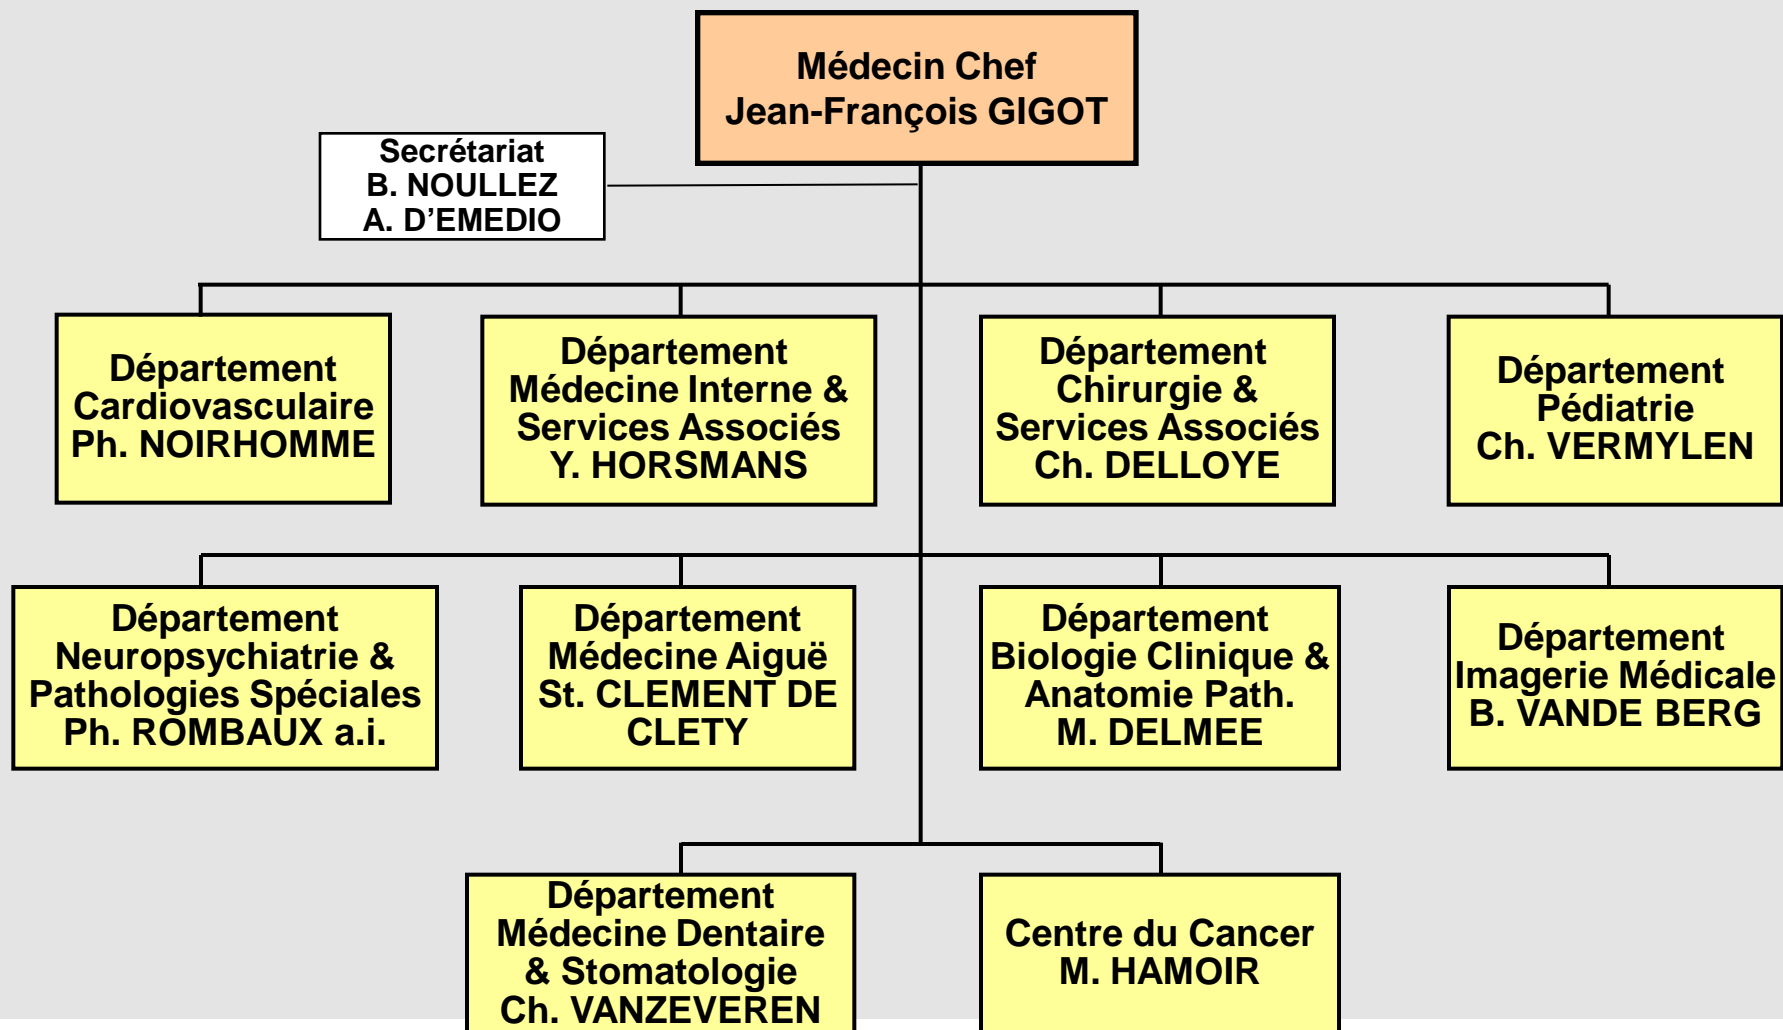 Médecin Chef
Jean-François GIGOT
Secrétariat
B. NOULLEZ
A. D’EMEDIO
Département
Cardiovasculaire
Ph. NOIRHOMME
Département
Médecine Interne &
Services Associés
Y. HORSMANS
Département
Chirurgie &
Services Associés
Ch. DELLOYE
Département
Pédiatrie
Ch. VERMYLEN
Département
Neuropsychiatrie &
Pathologies Spéciales
Ph. ROMBAUX a.i.
Département
Médecine Aiguë
St. CLEMENT DE
CLETY
Département
Biologie Clinique &
Anatomie Path.
M. DELMEE
Département
Imagerie Médicale
B. VANDE BERG
Département
Médecine Dentaire
& Stomatologie
Ch. VANZEVEREN
Centre du Cancer
M. HAMOIR